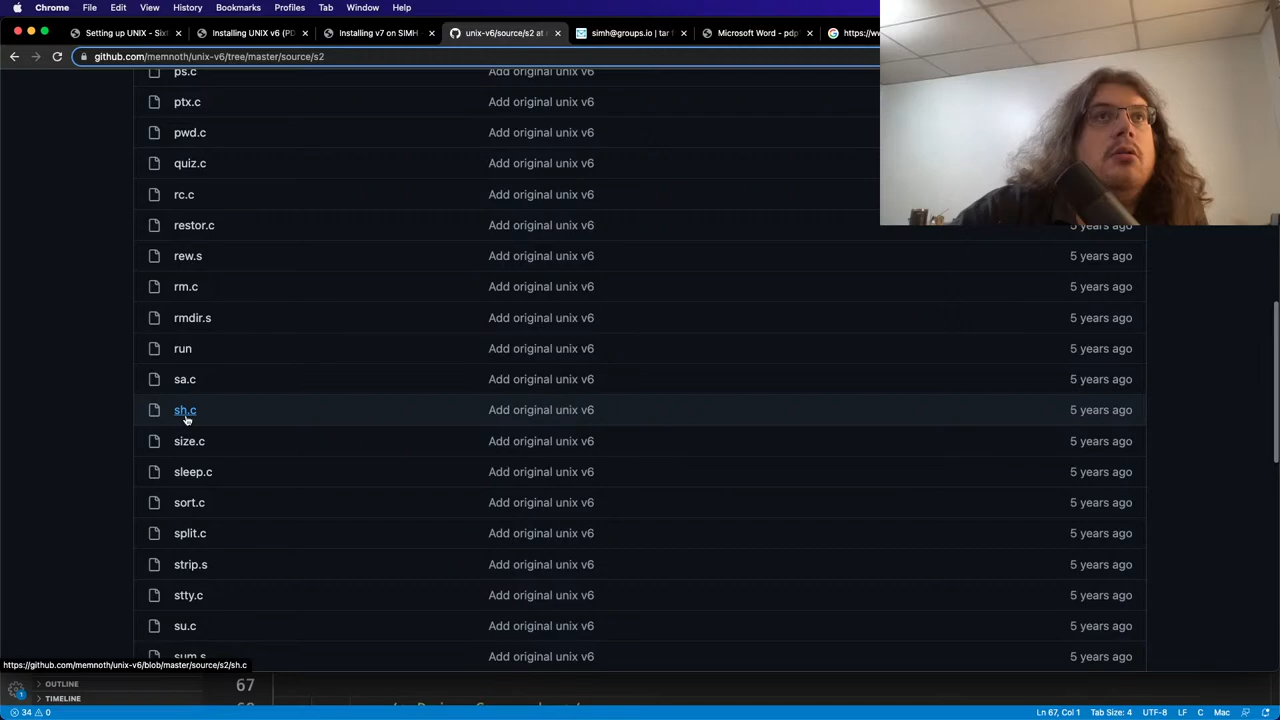 Chrome File Edit View History Bookmarks Profiles Tab Window Help
Setting up UNIX - Sixt Installing UNIX v6 (PD Installing v7 on SIMH unix-v6/source/s2 at simh@groups.io | tar f Microsoft Word - pdp https://ww
github.com/memnoth/unix-v6/tree/master/source/s2
ps.c Add original unix v6
ptx.c Add original unix v6
pwd.c Add original unix v6
quiz.c Add original unix v6
rc.c Add original unix v6
restor.c Add original unix v6 5 years ago
rew.s Add original unix v6 5 years ago
rm.c Add original unix v6 5 years ago
rmdir.s Add original unix v6 5 years ago
run Add original unix v6 5 years ago
sa.c Add original unix v6 5 years ago
sh.c Add original unix v6 5 years ago
size.c Add original unix v6 5 years ago
sleep.c Add original unix v6 5 years ago
sort.c Add original unix v6 5 years ago
split.c Add original unix v6 5 years ago
strip.s Add original unix v6 5 years ago
stty.c Add original unix v6 5 years ago
su.c Add original unix v6 5 years ago
sum.s Add original unix v6 5 years ago
https://github.com/memnoth/unix-v6/blob/master/source/s2/sh.c
OUTLINE 67
TIMELINE
34 0 Ln 67, Col 1 Tab Size: 4 UTF-8 LF C Mac